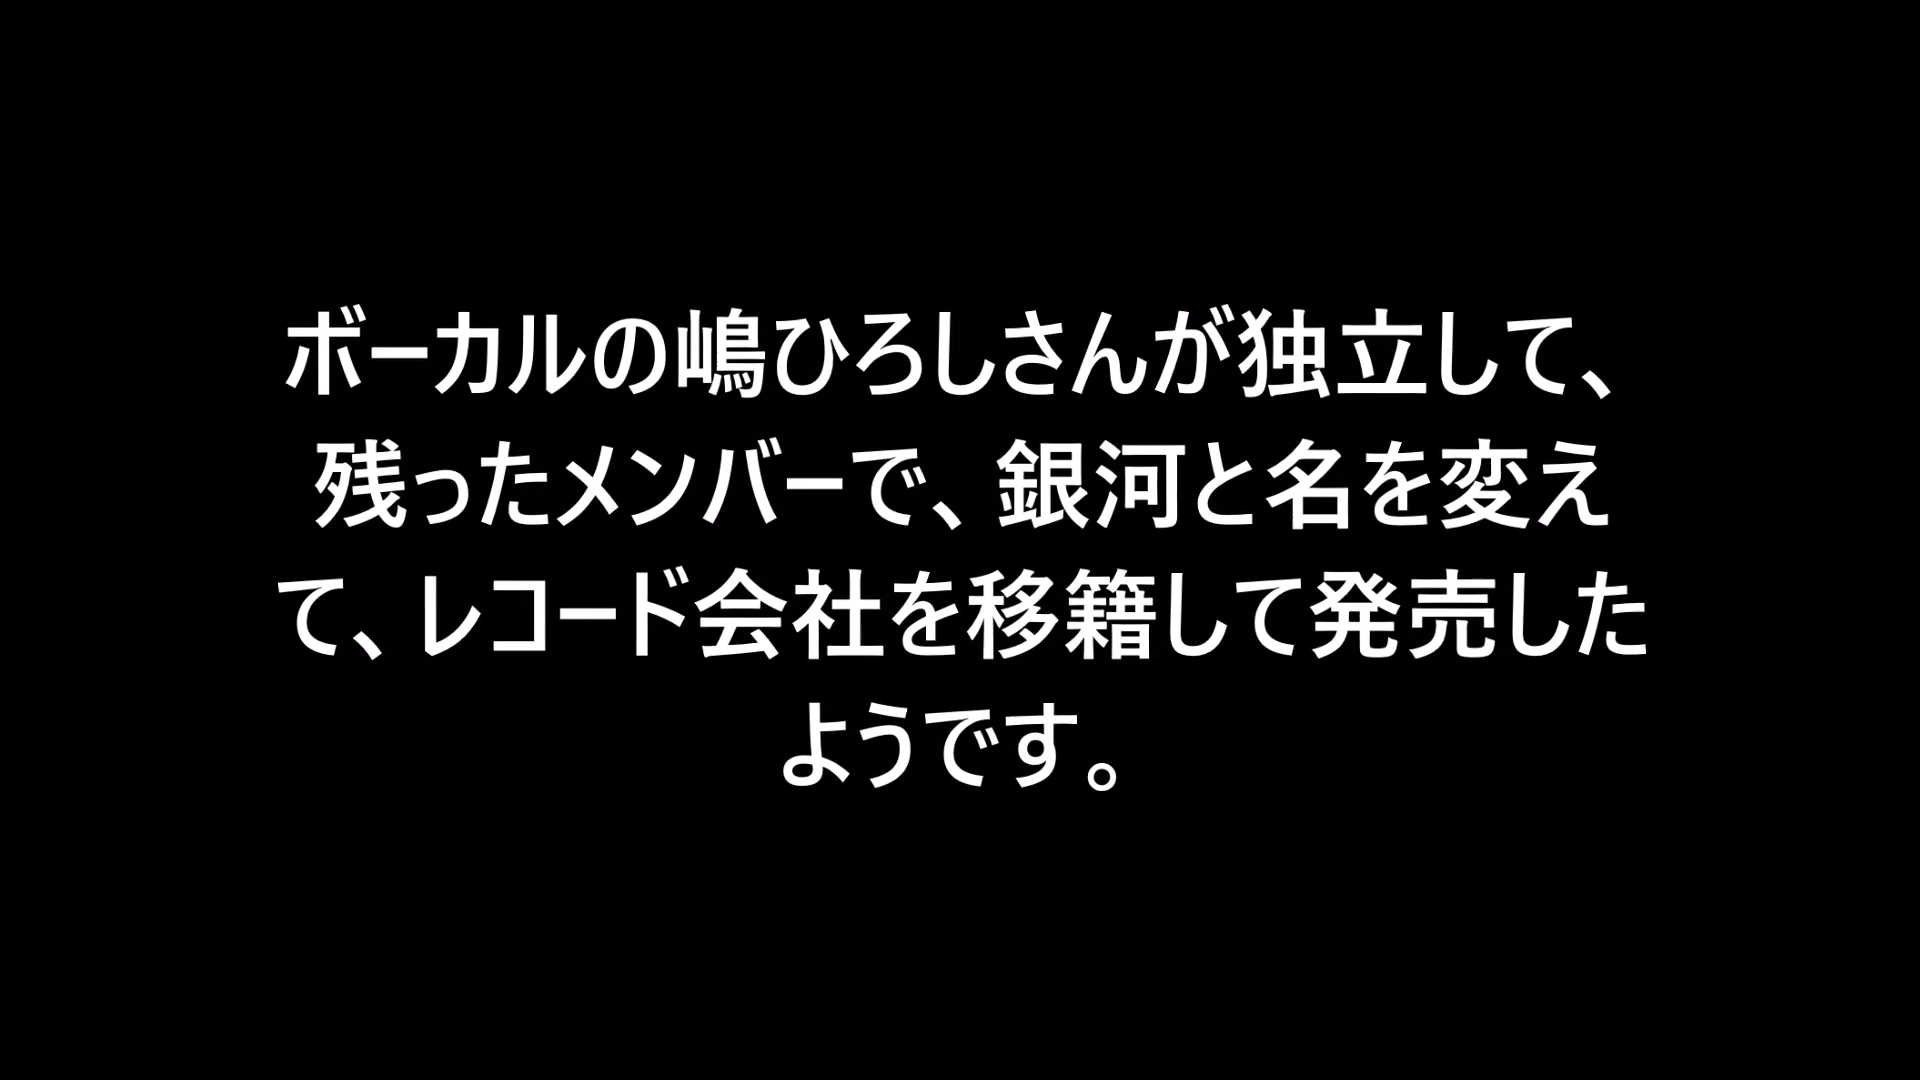 ボーカルの嶋ひろしさんが独立して、
残ったメンバーで、銀河と名を変え
て、レコード会社を移籍して発売した
ようです。